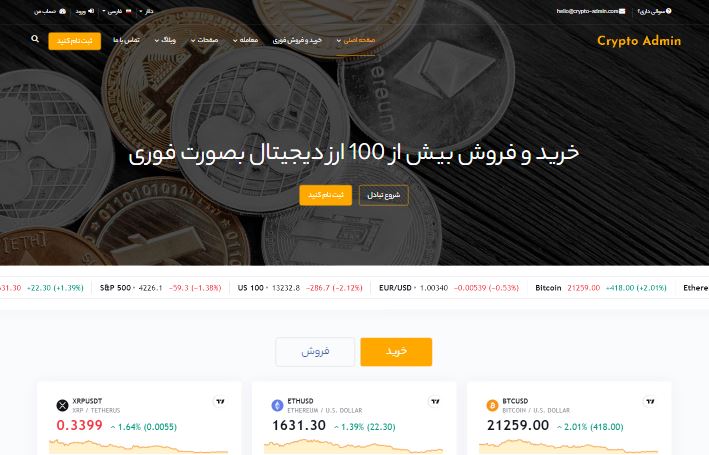 سوالی داری؟ hello@crypto-admin.com
دلار فارسی ورود حساب من
Crypto Admin
صفحه اصلی خرید و فروش فوری معامله صفحات وبلاگ تماس با ما ثبت نام کنید
خرید و فروش بیش از 100 ارز دیجیتال بصورت فوری
شروع تبادل ثبت نام کنید
631.30 +22.30 (+1.39%) S&P 500 4226.1 −59.3 (−1.38%) US 100 13232.8 −286.7 (−2.12%) EUR/USD 1.00340 −0.00539 (−0.53%) Bitcoin 21259.00 +418.00 (+2.01%) Ethere
خرید فروش
XRPUSDT
XRP / TETHERUS
0.3399 1.64% (0.0055)
ETHUSD
ETHEREUM / U.S. DOLLAR
1631.30 1.39% (22.30)
BTCUSD
BITCOIN / U.S. DOLLAR
21259.00 2.01% (418.00)